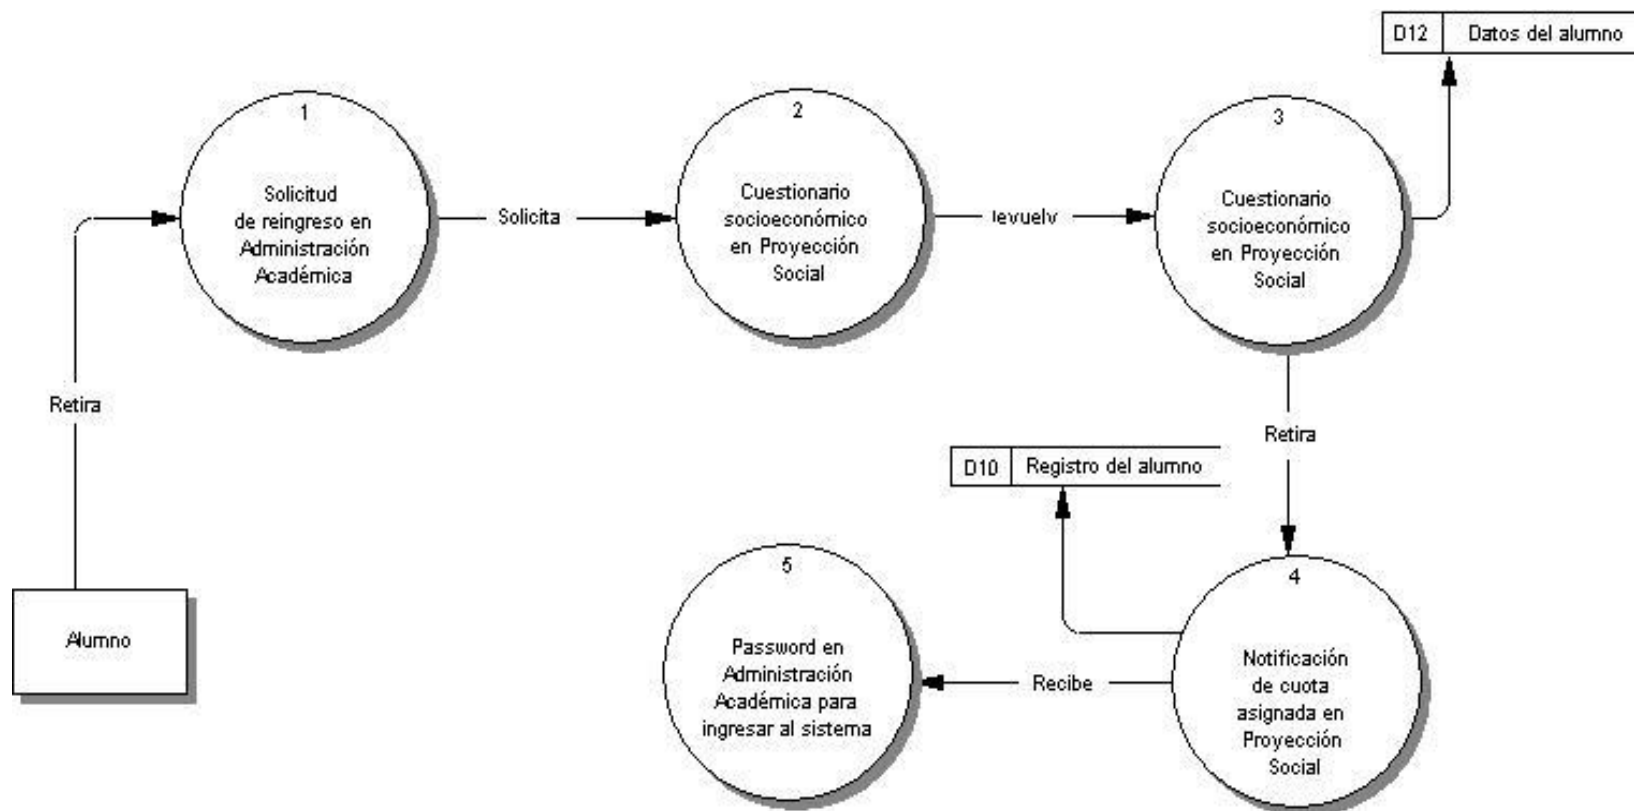 D12 Datos del alumno
1
Solicitud
de reingreso en
Administración
Académica
Solicita
2
Cuestionario
socioeconómico
en Proyección
Social
levuelv
3
Cuestionario
socioeconómico
en Proyección
Social
Retira
Retira
D10 Registro del alumno
Alumno
5
Password en
Administración
Académica para
ingresar al sistema
Recibe
4
Notificación
de cuota
asignada en
Proyección
Social